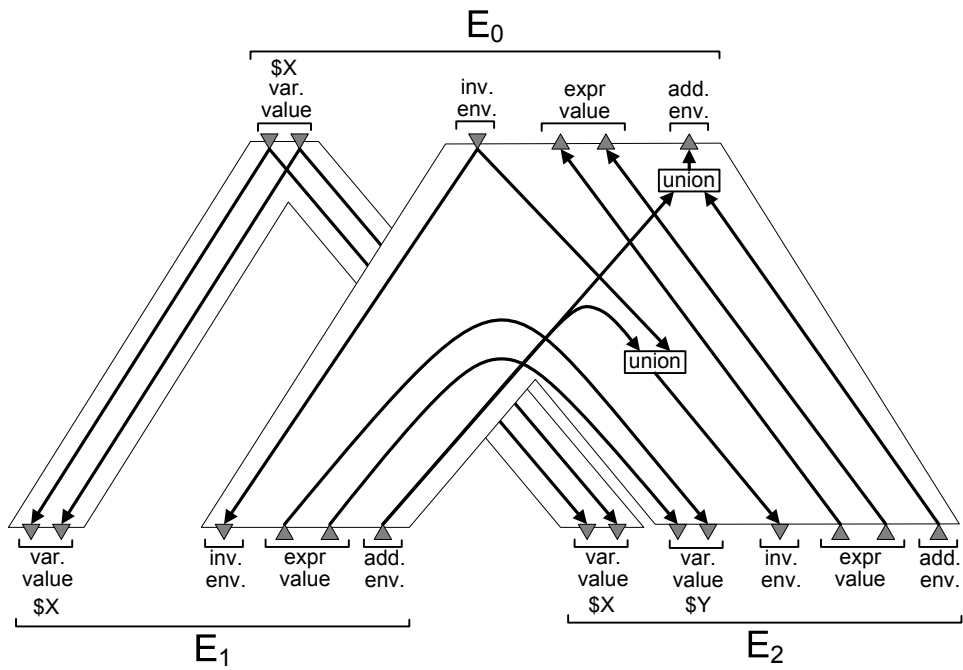 E0
$X
var.
value
inv.
env.
expr
value
add.
env.
union
union
var.
value
$X
inv.
env.
expr
value
add.
env.
var.
value
$X
var.
value
$Y
inv.
env.
expr
value
add.
env.
E1
E2